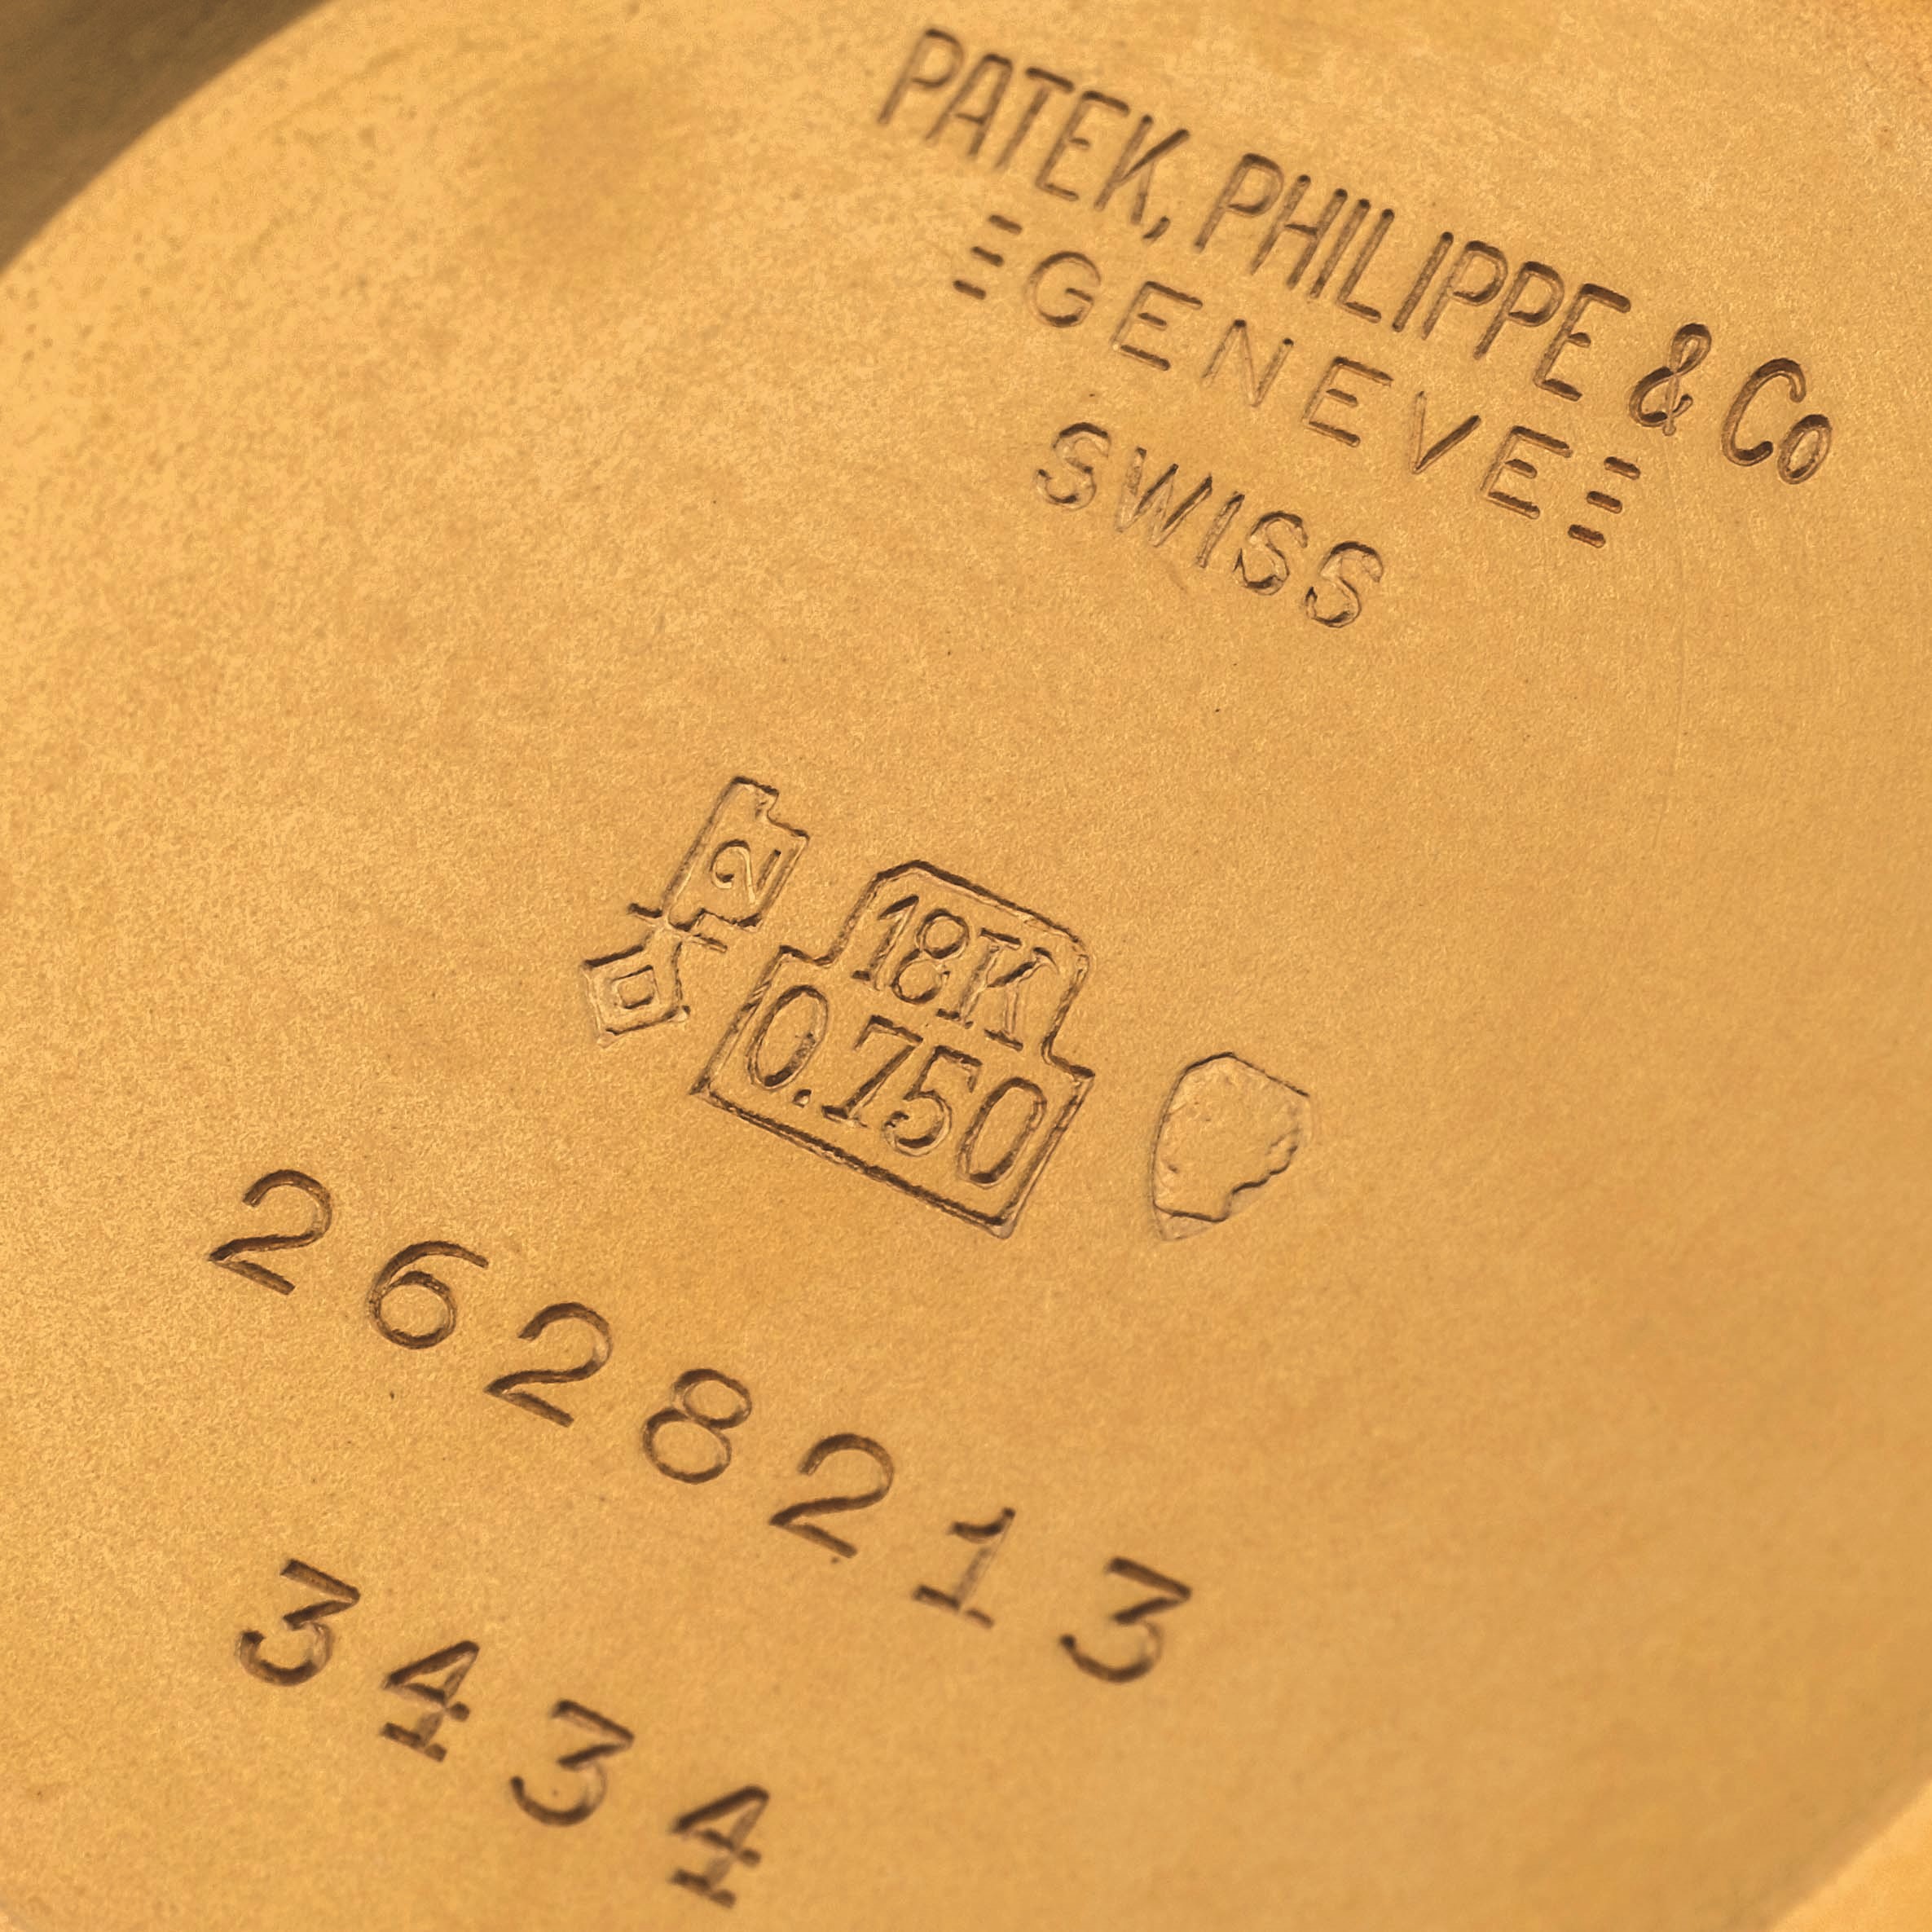 PATEK, PHILIPPE & Co
GENEVE
SWISS
2
18K
0.750
2628213
3434